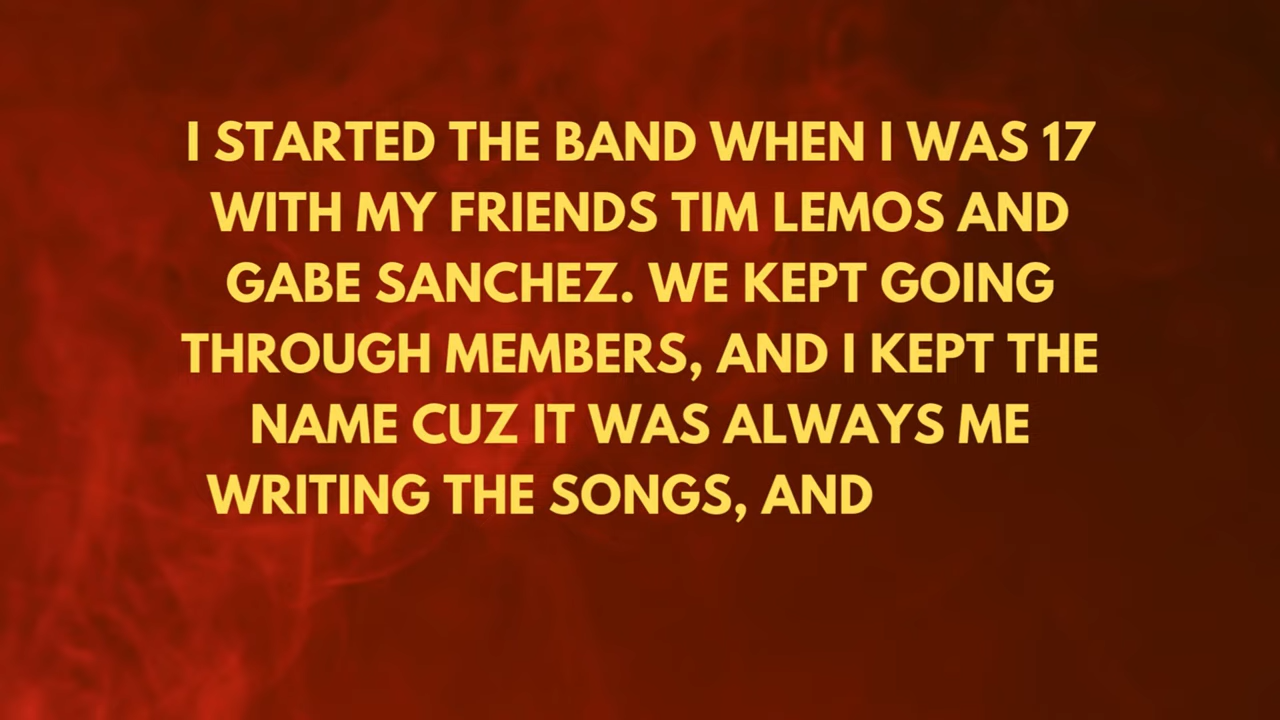 I STARTED THE BAND WHEN I WAS 17
WITH MY FRIENDS TIM LEMOS AND
GABE SANCHEZ. WE KEPT GOING
THROUGH MEMBERS, AND I KEPT THE
NAME CUZ IT WAS ALWAYS ME
WRITING THE SONGS, AND